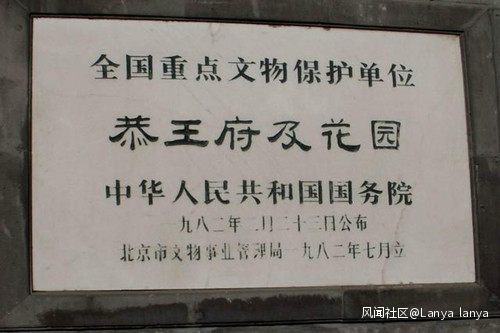 全国重点文物保护单位
恭王府及花园
中华人民共和国国务院
一九八二年二月二十三日公布
北京市文物事业管理局一九八二年七月立
风闻社区@Lanya lanya